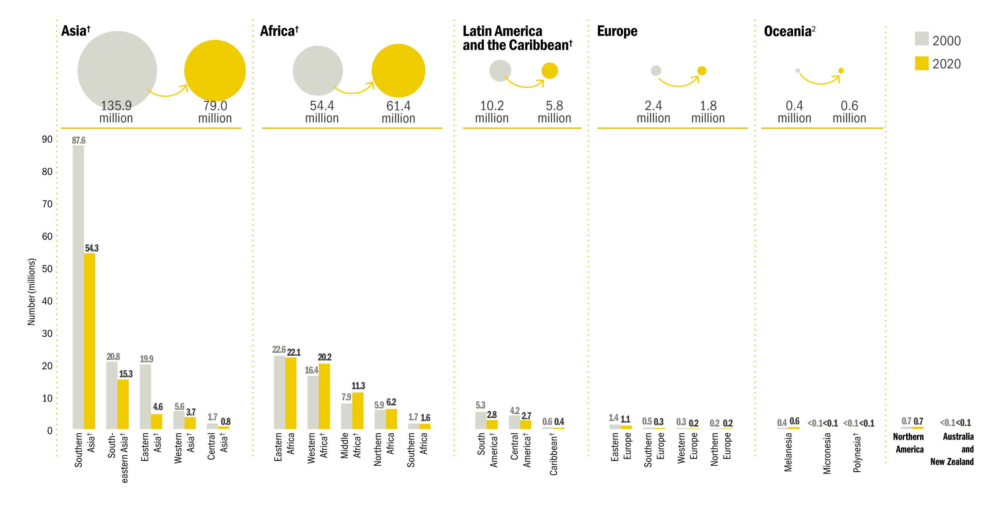 Asia†
135.9
million
79.0
million
Africa†
54.4
million
61.4
million
Latin America
and the Caribbean†
10.2
million
5.8
million
Europe
2.4
million
1.8
million
Oceania2
0.4
million
0.6
million
2000
2020
Number (millions)
90
80
70
60
50
40
30
20
10
0
87.6
54.3
20.8
15.3
19.9
4.6
5.6
3.7
1.7
0.8
Southern
Asia†
South-
eastern Asia†
Eastern
Asia†
Western
Asia†
Central
Asia†
22.6
22.1
16.4
20.2
7.9
11.3
5.9
6.2
1.7
1.6
Eastern
Africa
Western
Africa†
Middle
Africa†
Northern
Africa
Southern
Africa
5.3
2.8
4.2
2.7
0.6
0.4
South
America†
Central
America†
Caribbean†
1.4
1.1
0.5
0.3
0.3
0.2
0.2
0.2
Eastern
Europe
Southern
Europe
Western
Europe
Northern
Europe
0.4
0.6
<0.1
<0.1
<0.1
<0.1
Melanesia
Micronesia
Polynesia†
0.7
0.7
<0.1
<0.1
Northern
America
Australia
and
New Zealand